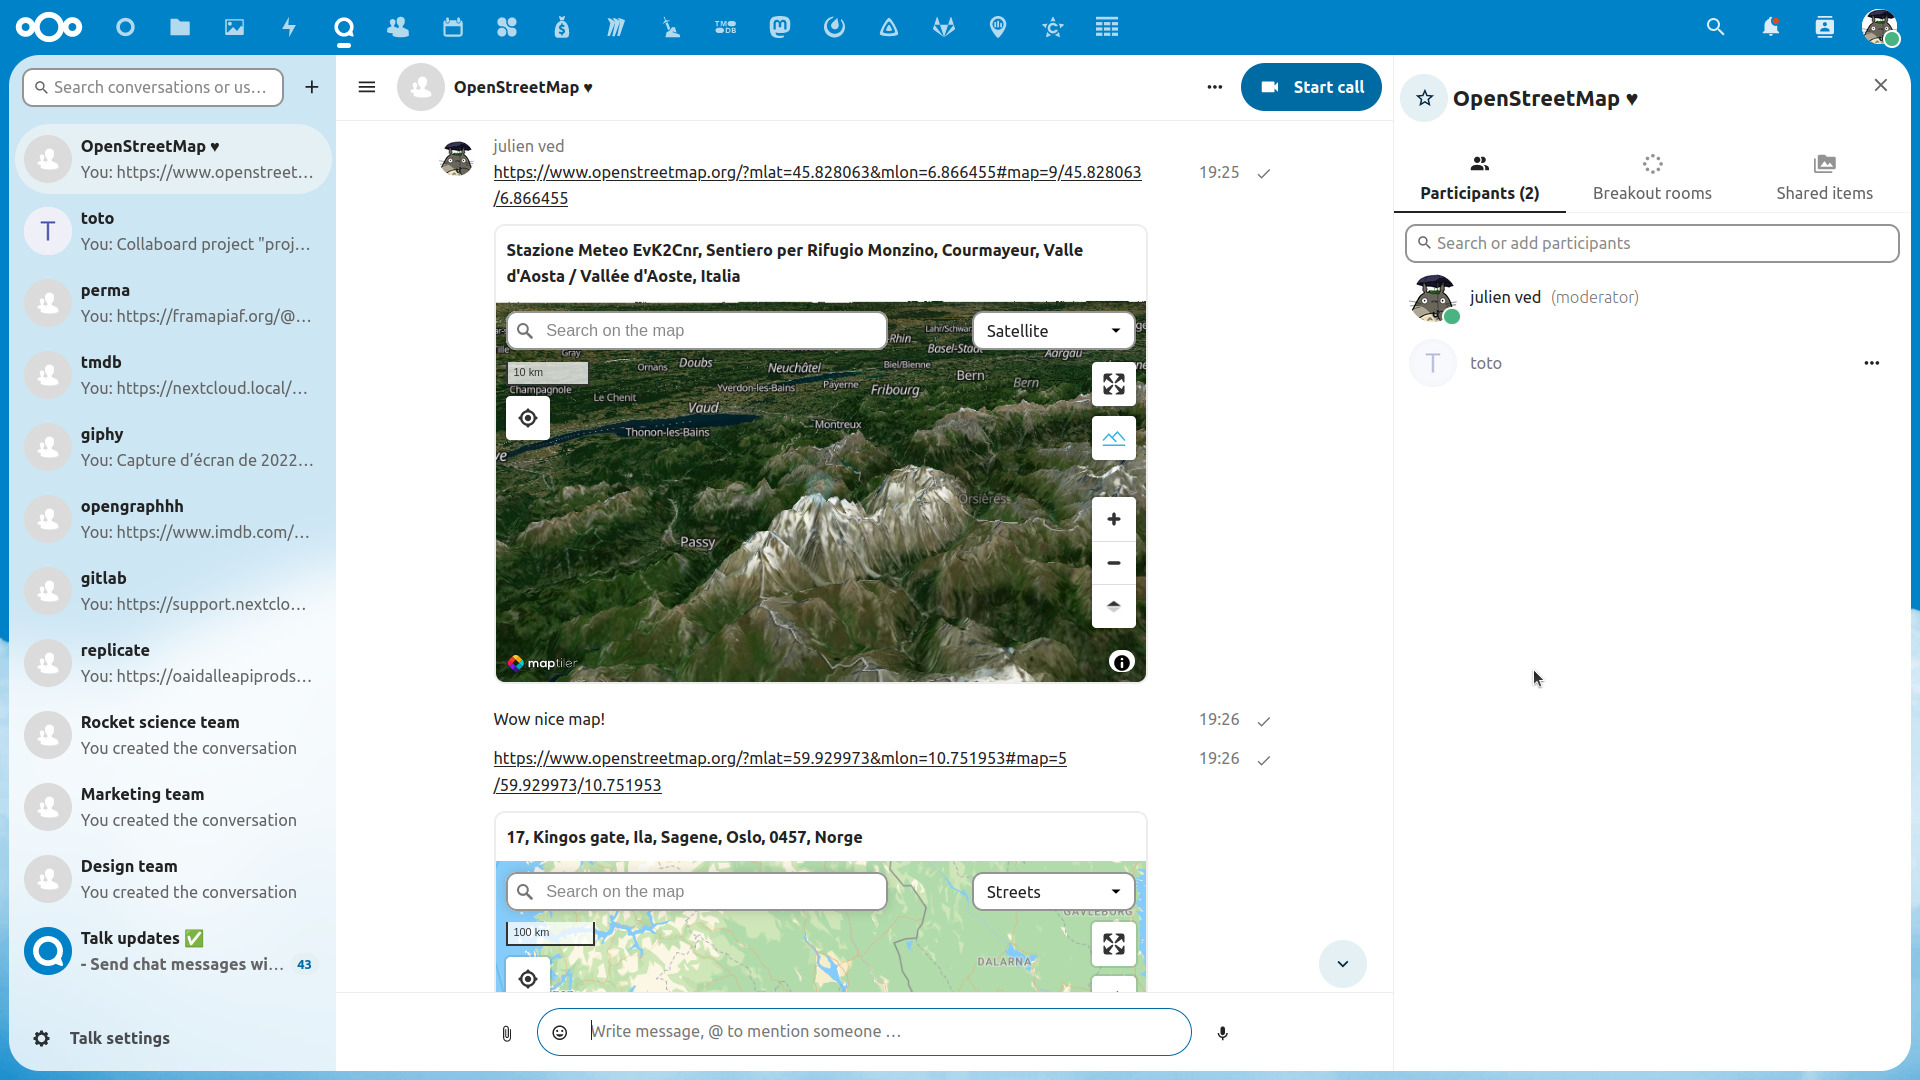 TM DB
Search conversations or us…
OpenStreetMap ♥
You: https://www.openstreet…
T
toto
You: Collaboard project "proj…
perma
You: https://framapiaf.org/@…
tmdb
You: https://nextcloud.local/…
giphy
You: Capture d’écran de 2022…
opengraphhh
You: https://www.imdb.com/…
gitlab
You: https://support.nextclo…
replicate
You: https://oaidalleapiprods…
Rocket science team
You created the conversation
Marketing team
You created the conversation
Design team
You created the conversation
Talk updates ✅
- Send chat messages wi… 43
Talk settings
OpenStreetMap ♥
Start call
julien ved
https://www.openstreetmap.org/?mlat=45.828063&mlon=6.866455#map=9/45.828063 19:25
/6.866455
Stazione Meteo EvK2Cnr, Sentiero per Rifugio Monzino, Courmayeur, Valle
d'Aosta / Vallée d'Aoste, Italia
Search on the map
Satellite
Rhin
Lahr/Schwar
Basel-Stad
Aargau
Gray
Ornans
Doubs
Neuchâtel
Biel/Bienne
10 km
Champagnole
Yverdon-les-Bains
Payerne
Fribourg
Bern
Bern
Le Chenit
Vaud
Thonon-les-Bains
Montreux
Orsières
Passy
maptiler
Wow nice map! 19:26
https://www.openstreetmap.org/?mlat=59.929973&mlon=10.751953#map=5 19:26
/59.929973/10.751953
17, Kingos gate, Ila, Sagene, Oslo, 0457, Norge
Search on the map
Streets
GÄVLEBORG
100 km
DALARNA
Write message, @ to mention someone …
OpenStreetMap ♥
Participants (2)
Breakout rooms
Shared items
Search or add participants
julien ved (moderator)
T
toto